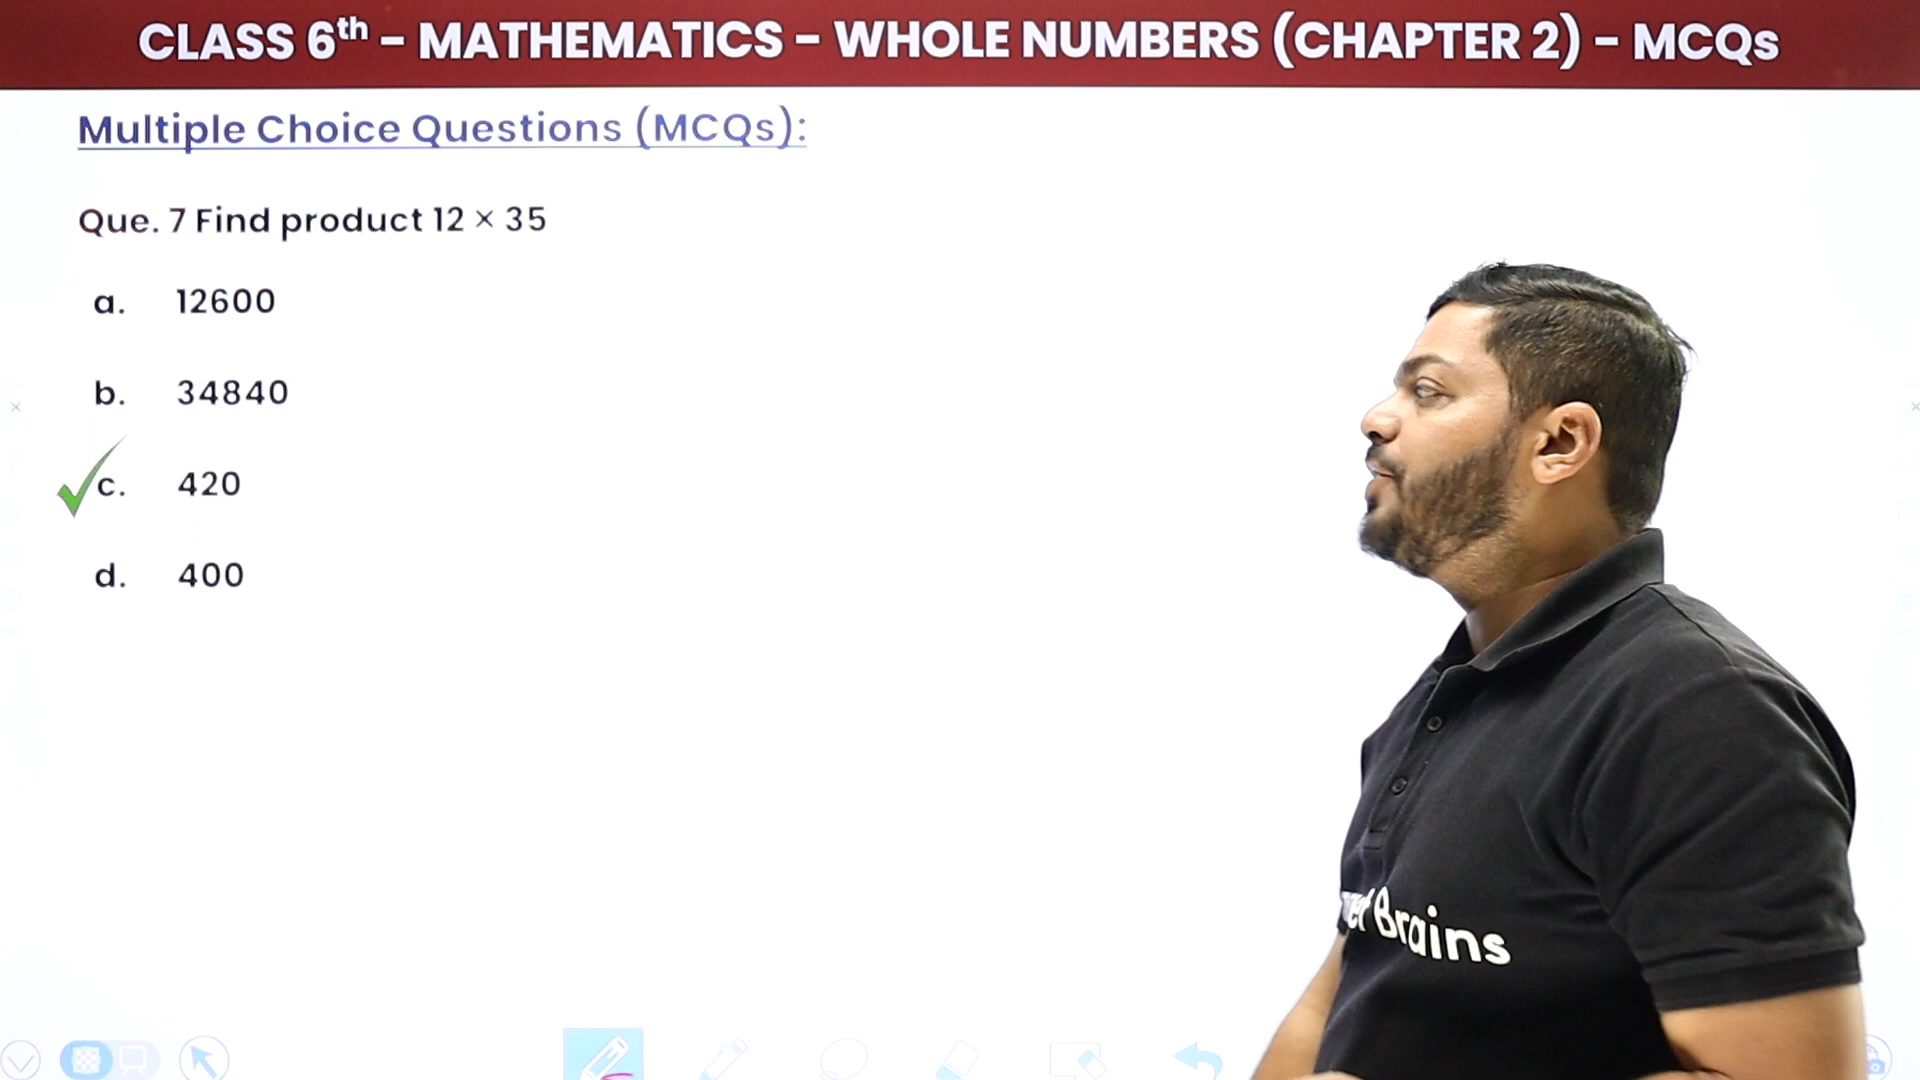 CLASS 6th - MATHEMATICS - WHOLE NUMBERS (CHAPTER 2) - MCQs
Multiple Choice Questions (MCQs):
Que. 7 Find product 12 × 35
a. 12600
b. 34840
c. 420
d. 400
Brains